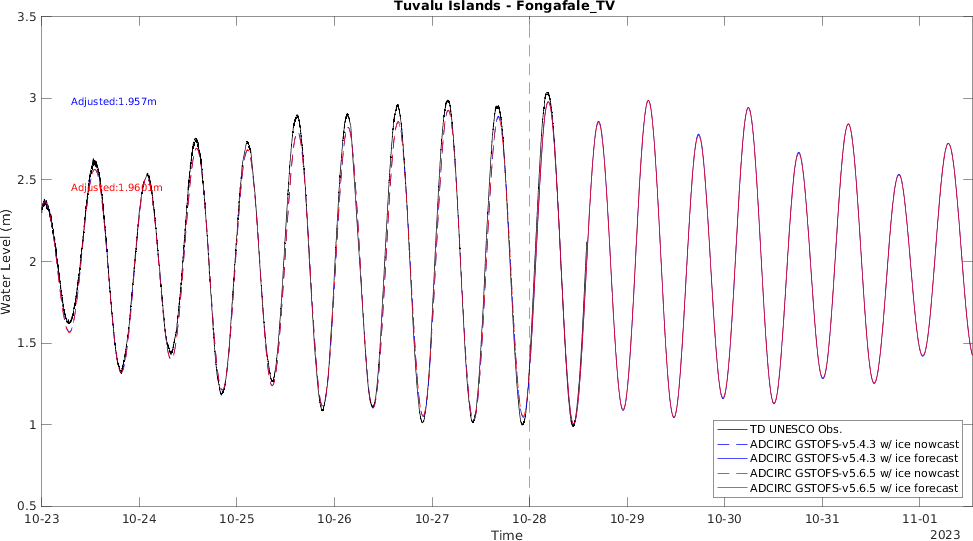 Tuvalu Islands - Fongafale_TV
3.5
3
2.5
2
1.5
1
0.5
Water Level (m)
Adjusted:1.957m
Adjusted:1.9601m
TD UNESCO Obs.
ADCIRC GSTOFS-v5.4.3 w/ ice nowcast
ADCIRC GSTOFS-v5.4.3 w/ ice forecast
ADCIRC GSTOFS-v5.6.5 w/ ice nowcast
ADCIRC GSTOFS-v5.6.5 w/ ice forecast
10-23 10-24 10-25 10-26 10-27 10-28 10-29 10-30 10-31 11-01
Time
2023